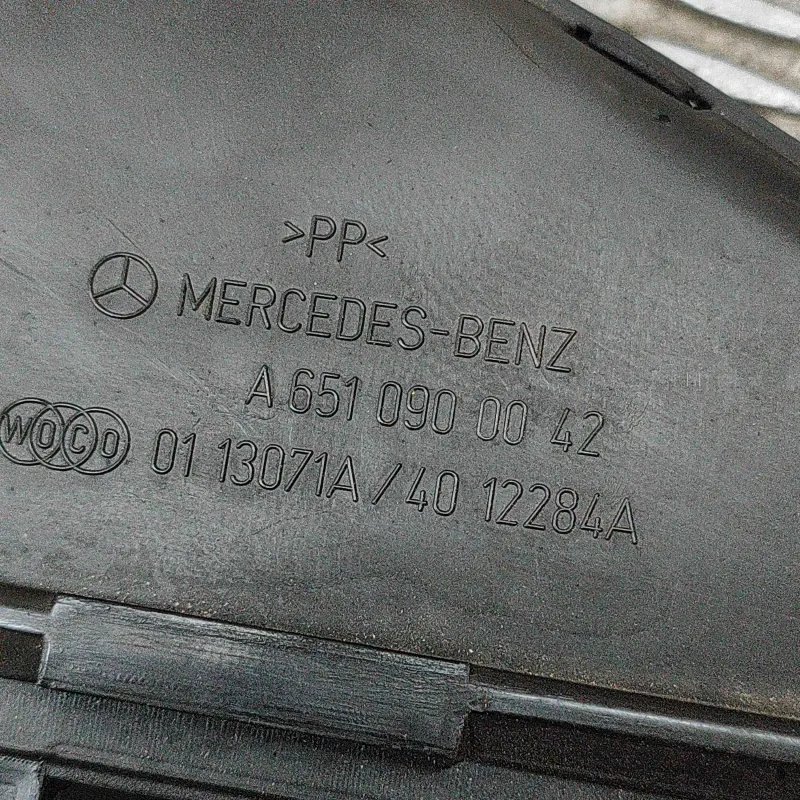 >PP<
MERCEDES-BENZ
A 651 090 00 42
WOCO 01 13071A / 40 12284A